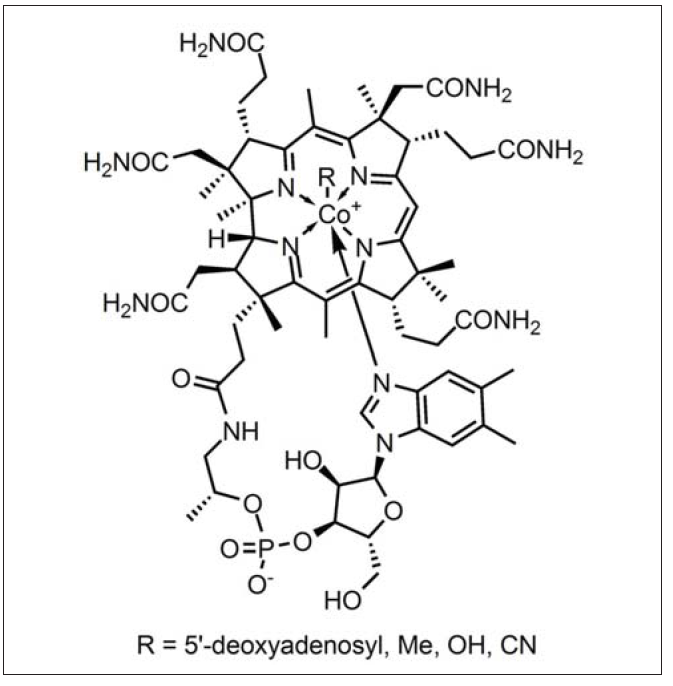 H₂NOC
CONH₂
H₂NOC
R
N
CONH₂
N
Co⁺
H
N
N
H₂NOC
CONH₂
O
N
NH
N
HO
O
O
O=P-O
O⁻
HO
R = 5'-deoxyadenosyl, Me, OH, CN